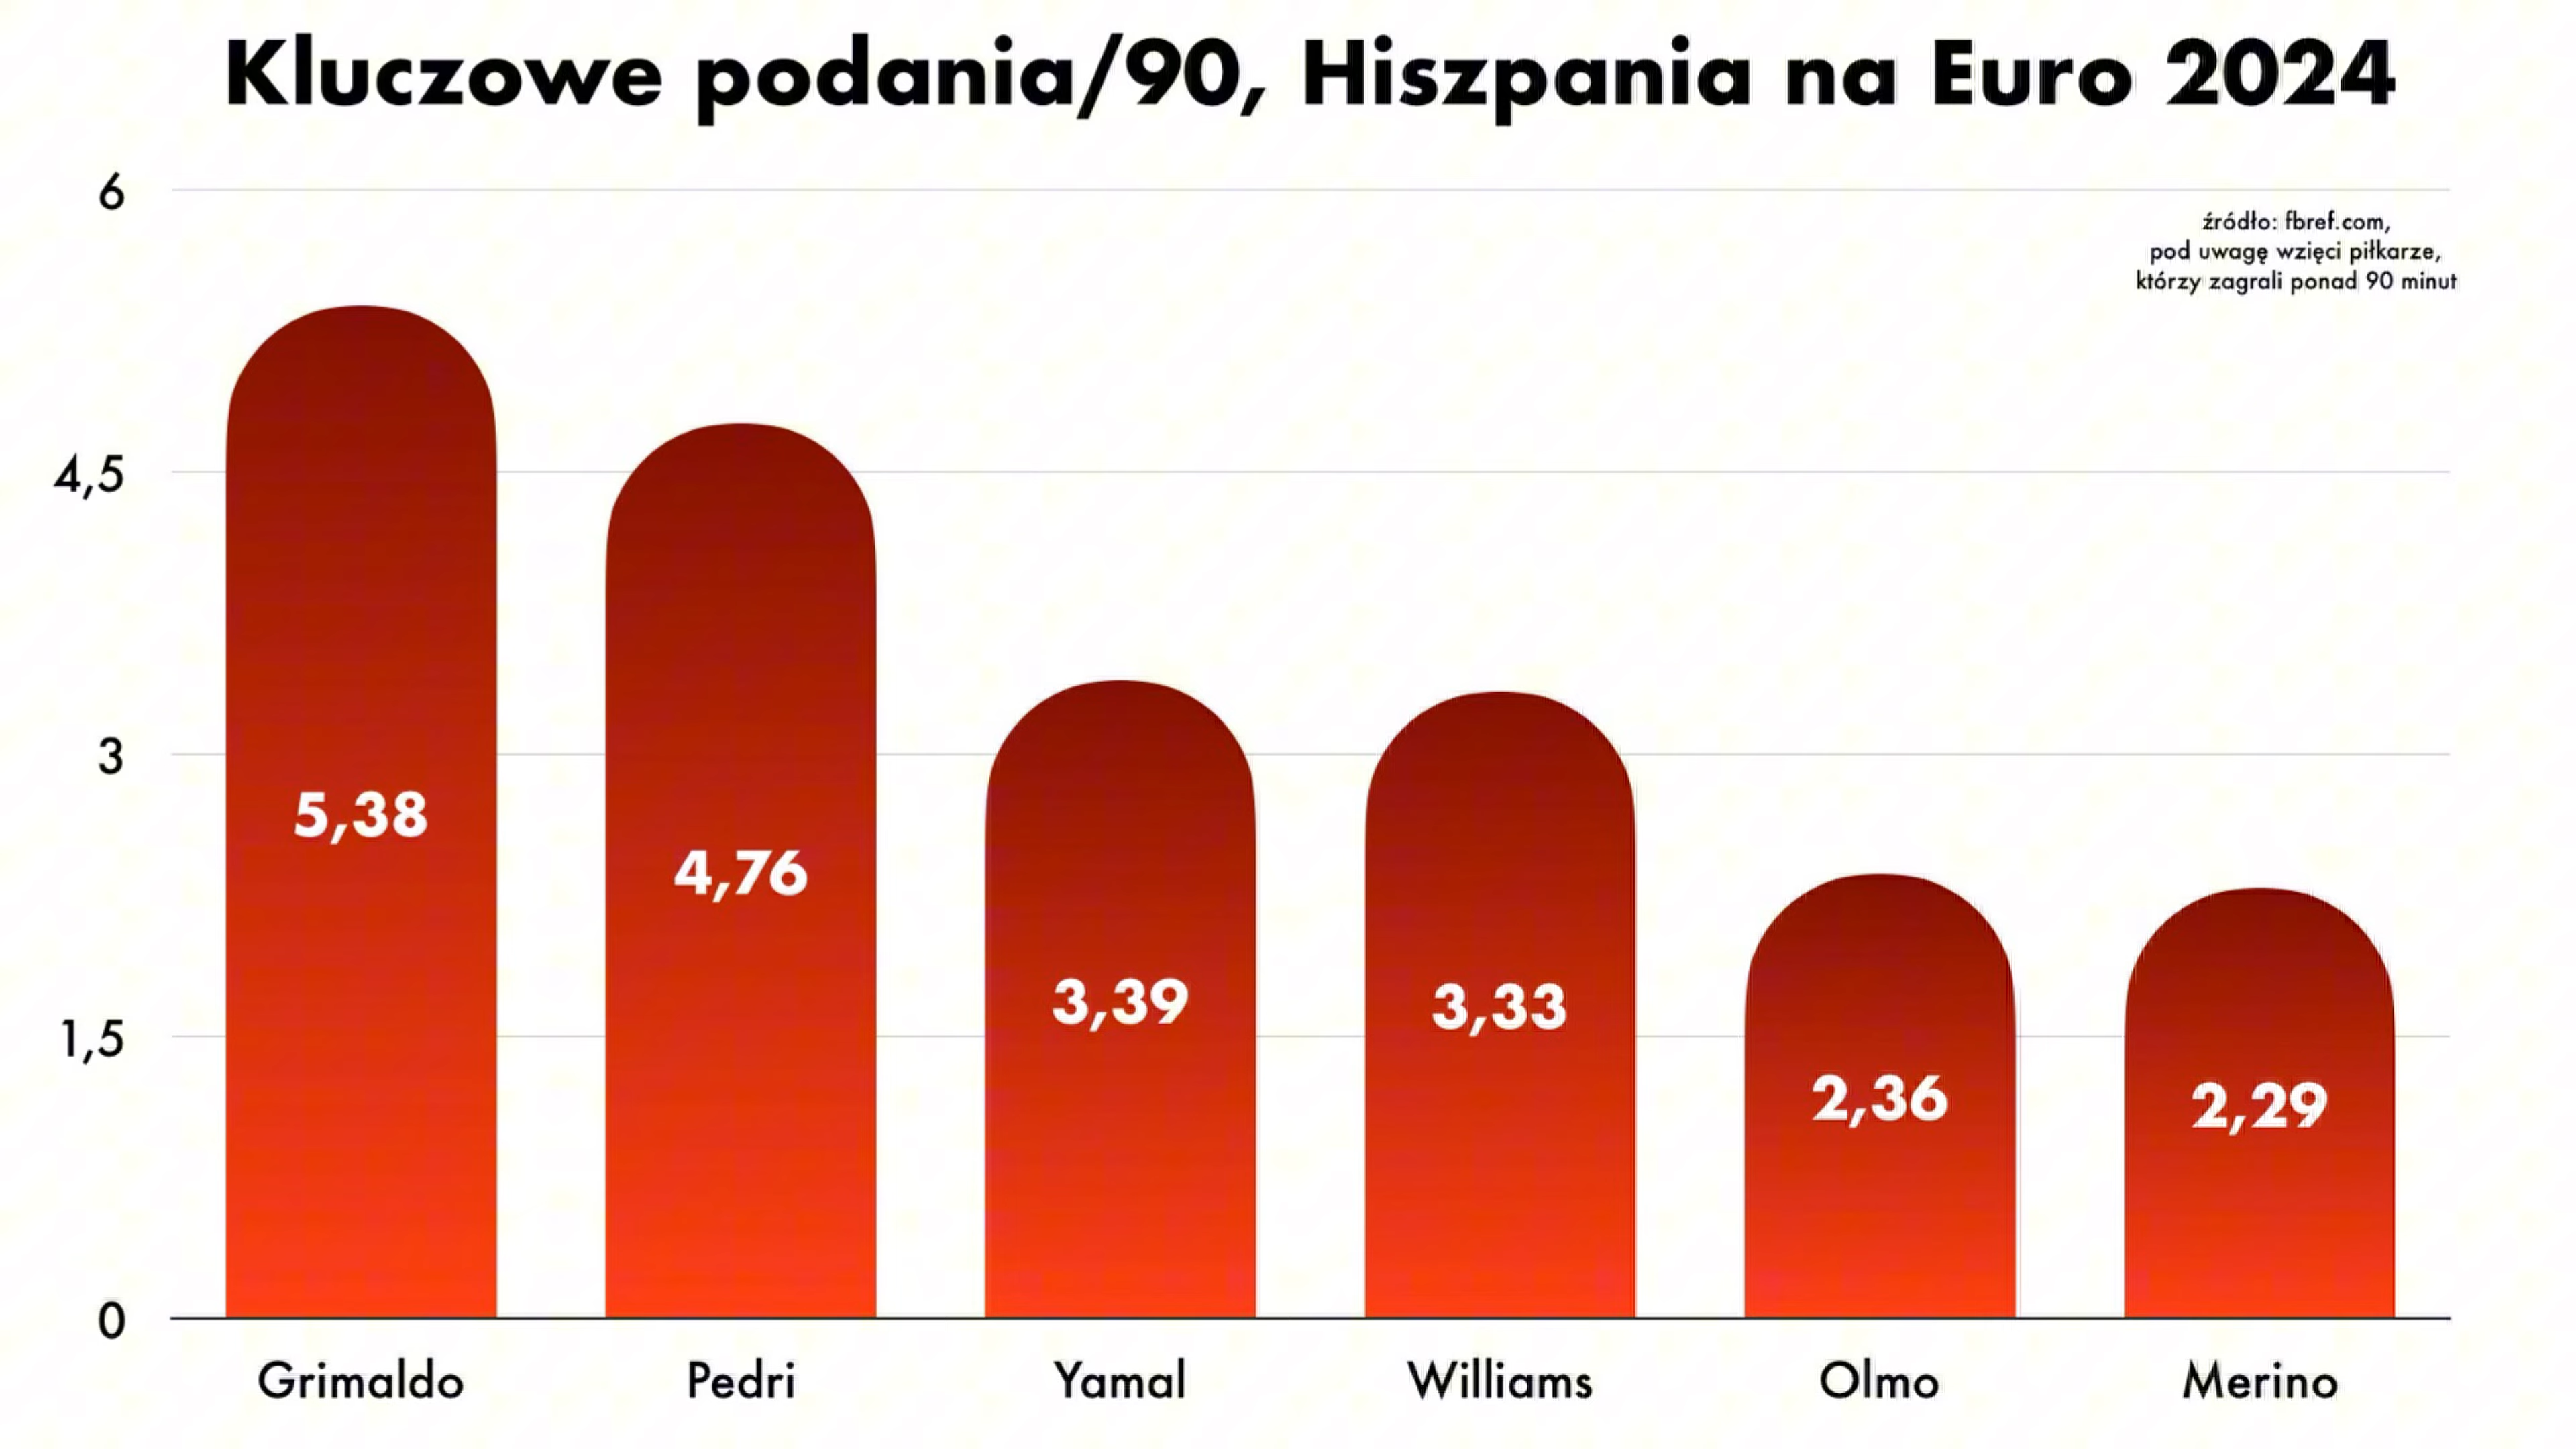 Kluczowe podania/90, Hiszpania na Euro 2024
6
źródło: fbref.com,
pod uwagę wzięci piłkarze,
którzy zagrali ponad 90 minut
4,5
3
1,5
0
5,38
4,76
3,39
3,33
2,36
2,29
Grimaldo
Pedri
Yamal
Williams
Olmo
Merino